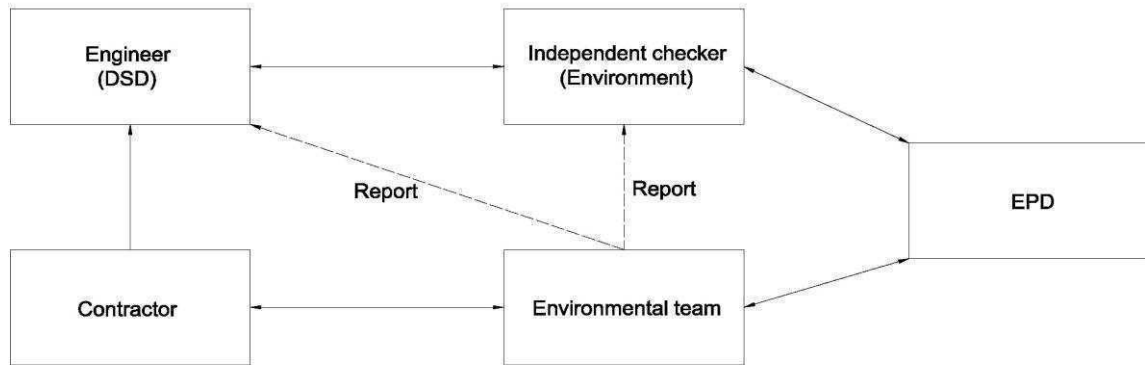 Engineer
(DSD)
Independent checker
(Environment)
Report
Report
EPD
Contractor
Environmental team